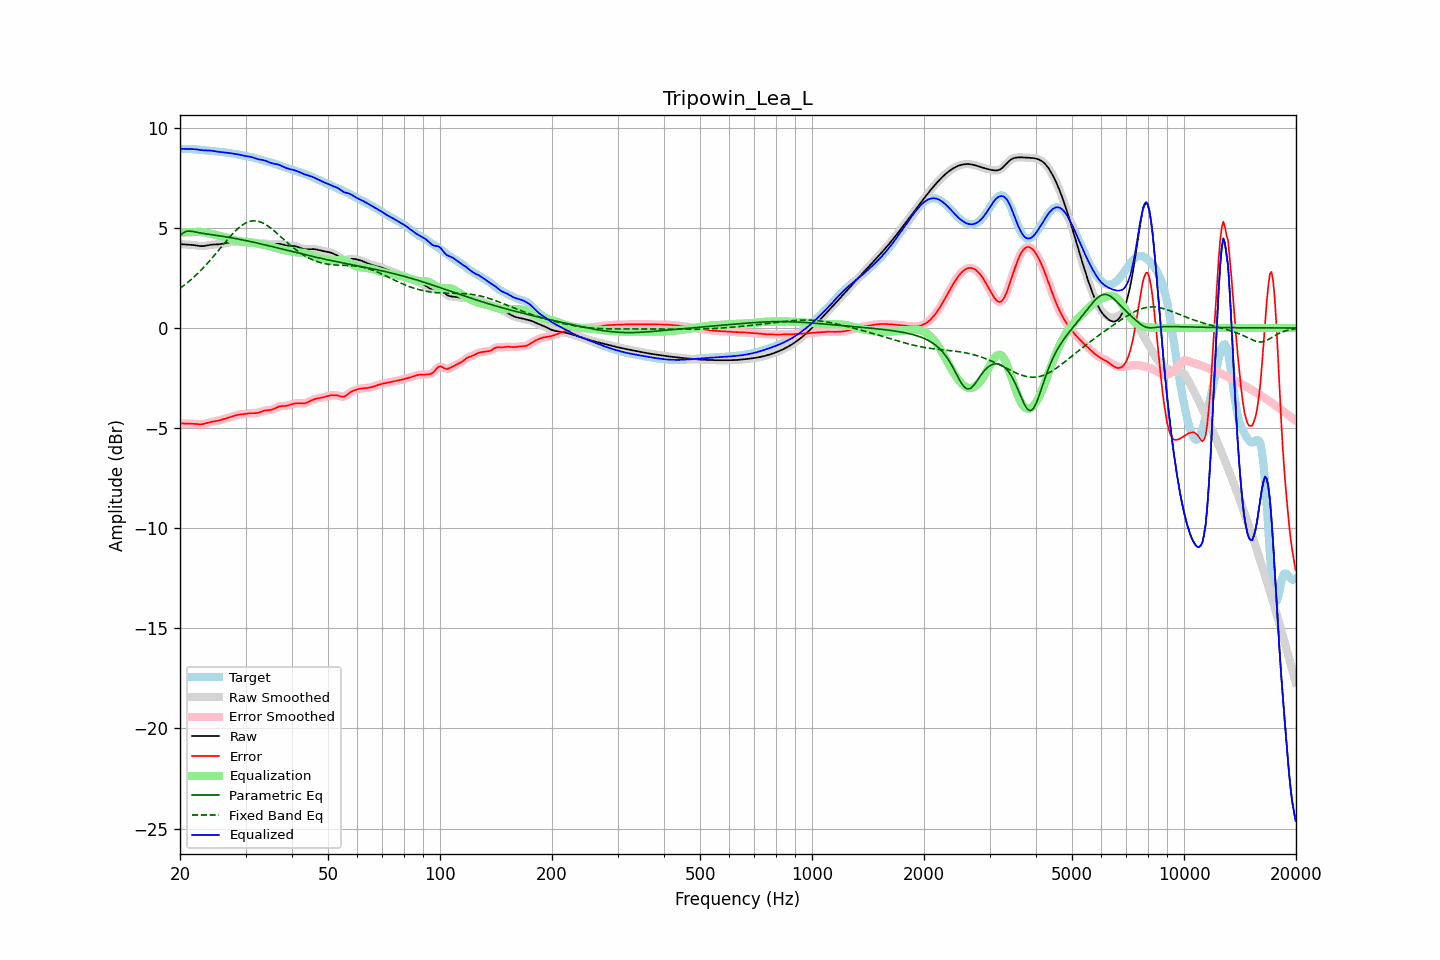 Tripowin_Lea_L
Amplitude (dBr)
10
5
0
−5
−10
−15
−20
−25
Target
Raw Smoothed
Error Smoothed
Raw
Error
Equalization
Parametric Eq
Fixed Band Eq
Equalized
20
50
100
200
500
1000
2000
5000
10000
20000
Frequency (Hz)